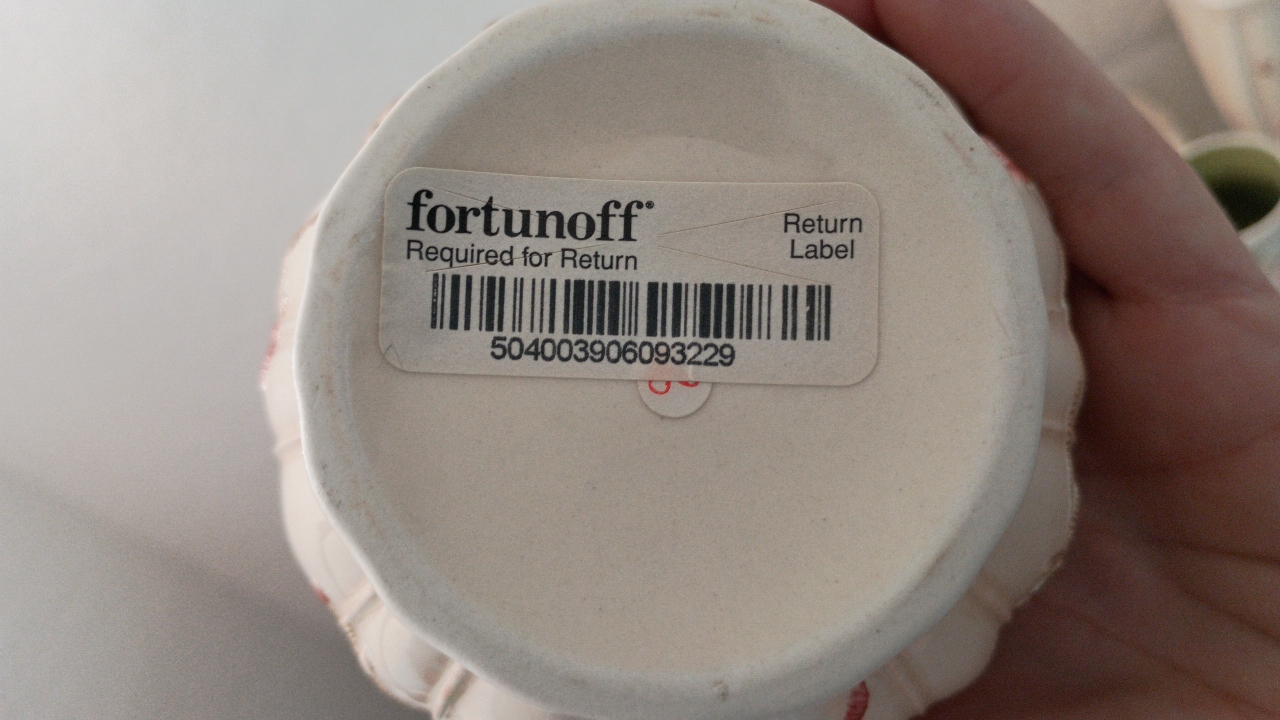 fortunoff®
Required for Return
Return
Label
504003906093229